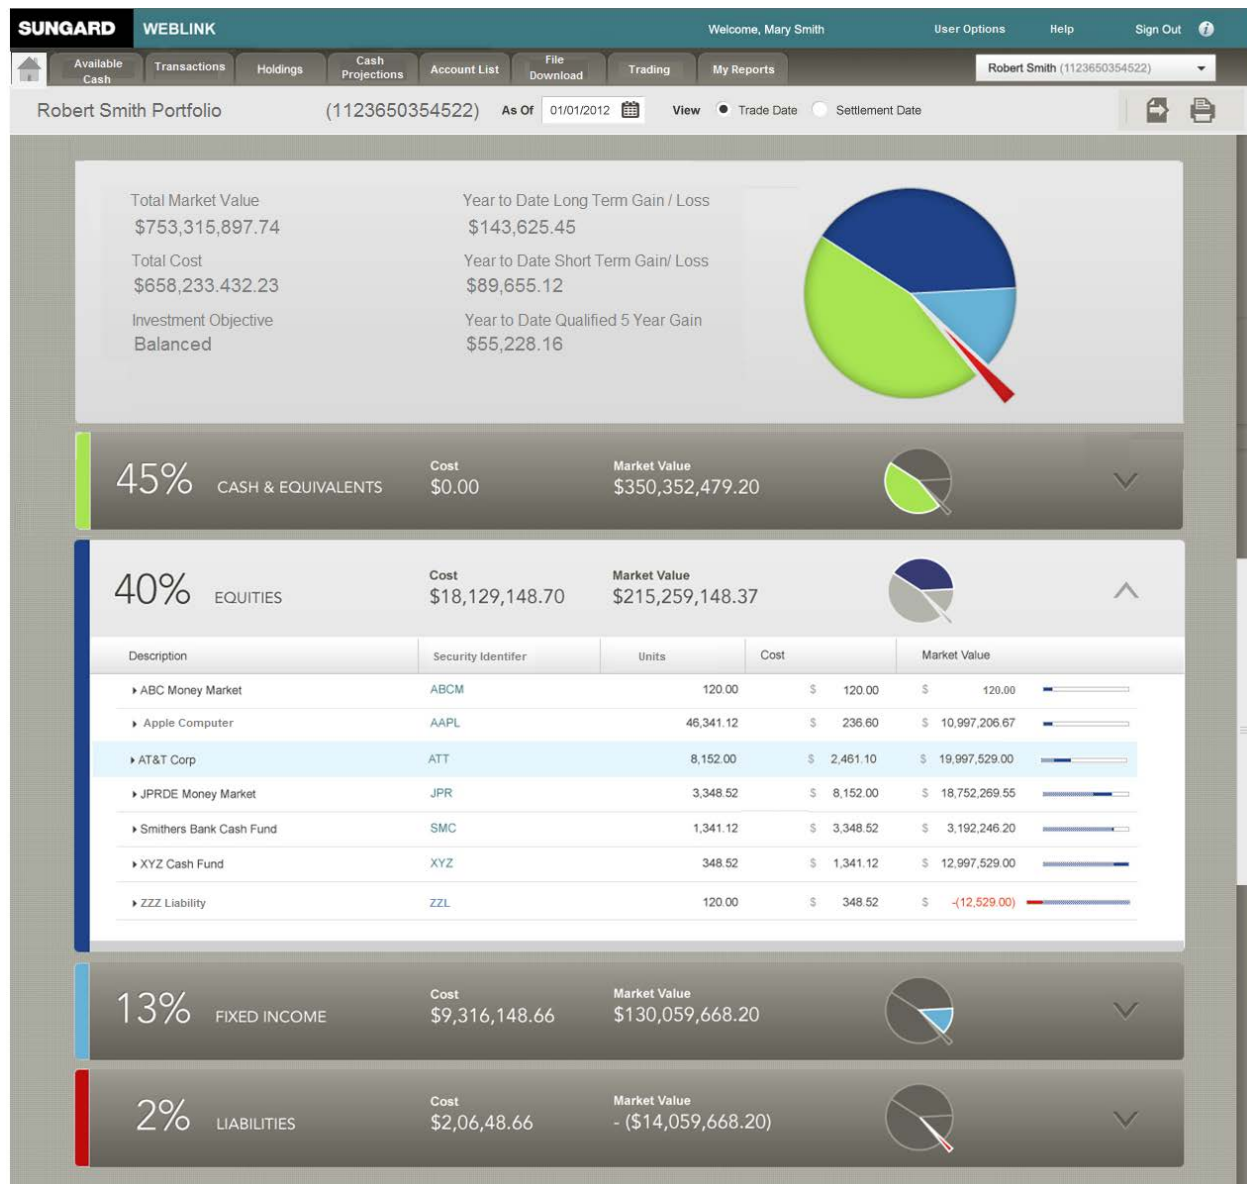 SUNGARD WEBLINK Welcome, Mary Smith User Options Help Sign Out i
Available Cash Transactions Holdings Cash Projections Account List File Download Trading My Reports Robert Smith (1123650354522)
Robert Smith Portfolio (1123650354522) As Of 01/01/2012 View Trade Date Settlement Date
Total Market Value Year to Date Long Term Gain / Loss
$753,315,897.74 $143,625.45
Total Cost Year to Date Short Term Gain/ Loss
$658,233.432.23 $89,655.12
Investment Objective Year to Date Qualified 5 Year Gain
Balanced $55,228.16
45% CASH & EQUIVALENTS Cost $0.00 Market Value $350,352,479.20
40% EQUITIES Cost $18,129,148.70 Market Value $215,259,148.37
Description Security Identifer Units Cost Market Value
ABC Money Market ABCM 120.00 $ 120.00 $ 120.00
Apple Computer AAPL 46,341.12 $ 236.60 $ 10,997,206.67
AT&T Corp ATT 8,152.00 $ 2,461.10 $ 19,997,529.00
JPRDE Money Market JPR 3,348.52 $ 8,152.00 $ 18,752,269.55
Smithers Bank Cash Fund SMC 1,341.12 $ 3,348.52 $ 3,192,246.20
XYZ Cash Fund XYZ 348.52 $ 1,341.12 $ 12,997,529.00
ZZZ Liability ZZL 120.00 $ 348.52 $ -(12,529.00)
13% FIXED INCOME Cost $9,316,148.66 Market Value $130,059,668.20
2% LIABILITIES Cost $2,06,48.66 Market Value - ($14,059,668.20)